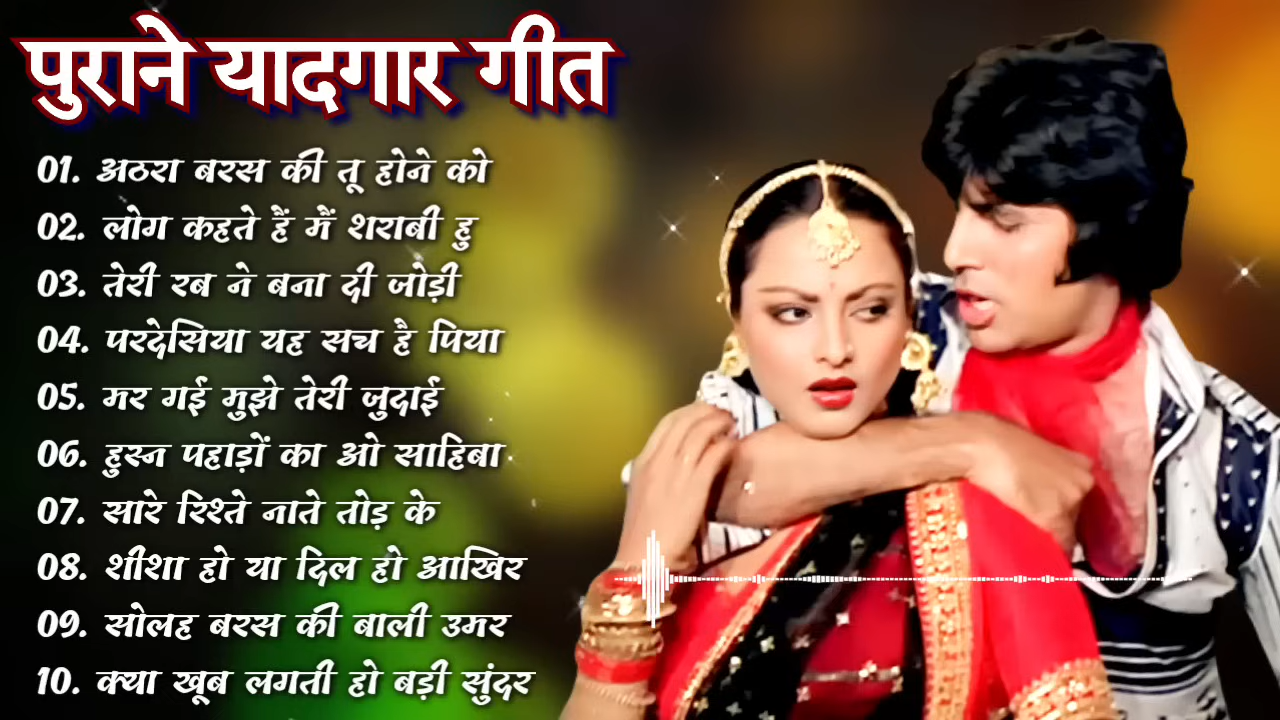 पुराने यादगार गीत
01. अठरा बरस की तू होने को
02. लोग कहते हैं मैं शराबी हु
03. तेरी रब ने बना दी जोड़ी
04. परदेसिया यह सच है पिया
05. मर गई मुझे तेरी जुदाई
06. हुस्न पहाड़ों का ओ साहिबा
07. सारे रिश्ते नाते तोड़ के
08. शीशा हो या दिल हो आखिर
09. सोलह बरस की बाली उमर
10. क्या खूब लगती हो बड़ी सुंदर